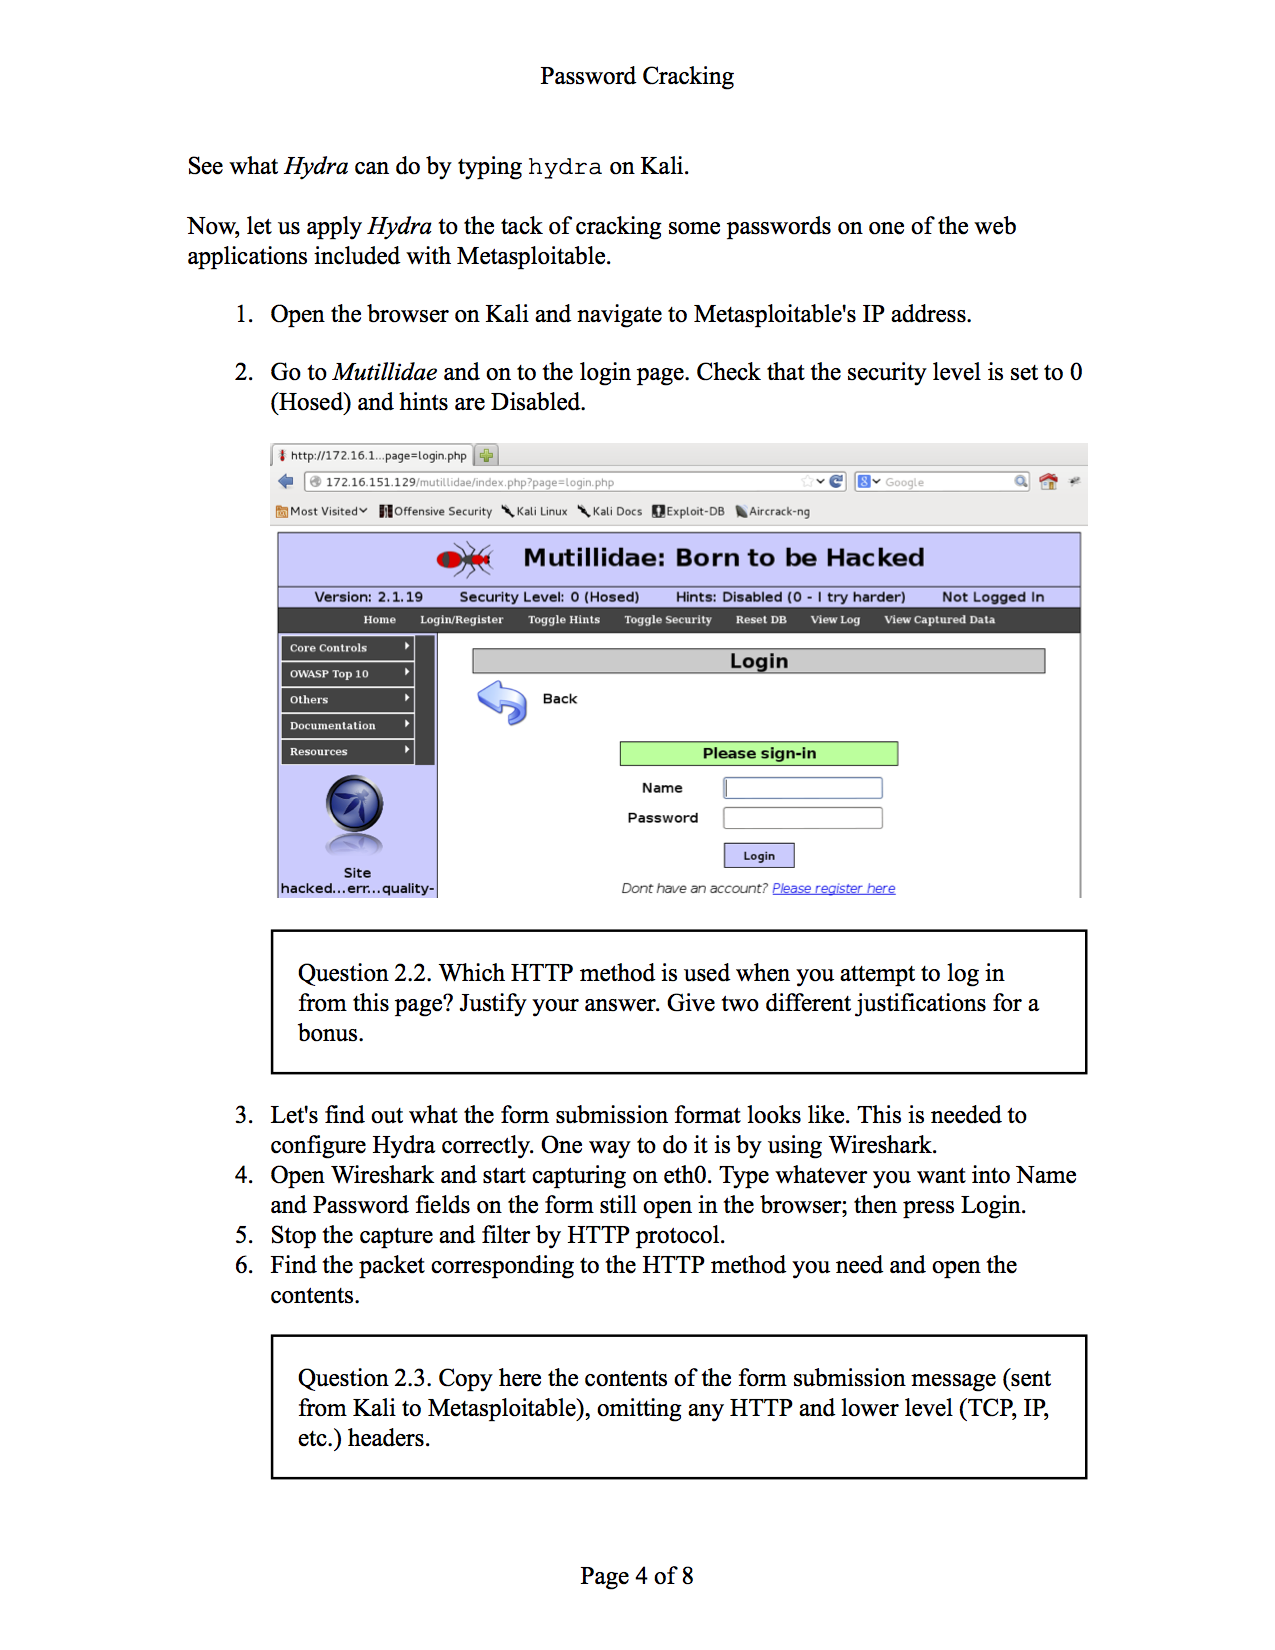 Password Cracking
See what Hydra can do by typing hydra on Kali.
Now, let us apply Hydra to the tack of cracking some passwords on one of the web
applications included with Metasploitable.
1. Open the browser on Kali and navigate to Metasploitable's IP address.
2. Go to Mutillidae and on to the login page. Check that the security level is set to 0
(Hosed) and hints are Disabled.
http://172.16.1...page=login.php
172.16.151.129/mutillidae/index.php?page=login.php
Google
Most Visited Offensive Security Kali Linux Kali Docs Exploit-DB Aircrack-ng
Mutillidae: Born to be Hacked
Version: 2.1.19 Security Level: 0 (Hosed) Hints: Disabled (0 - I try harder) Not Logged In
Home Login/Register Toggle Hints Toggle Security Reset DB View Log View Captured Data
Core Controls
OWASP Top 10
Others
Documentation
Resources
Site
hacked...err...quality-
Login
Back
Please sign-in
Name
Password
Login
Dont have an account? Please register here
Question 2.2. Which HTTP method is used when you attempt to log in
from this page? Justify your answer. Give two different justifications for a
bonus.
3. Let's find out what the form submission format looks like. This is needed to
configure Hydra correctly. One way to do it is by using Wireshark.
4. Open Wireshark and start capturing on eth0. Type whatever you want into Name
and Password fields on the form still open in the browser; then press Login.
5. Stop the capture and filter by HTTP protocol.
6. Find the packet corresponding to the HTTP method you need and open the
contents.
Question 2.3. Copy here the contents of the form submission message (sent
from Kali to Metasploitable), omitting any HTTP and lower level (TCP, IP,
etc.) headers.
Page 4 of 8